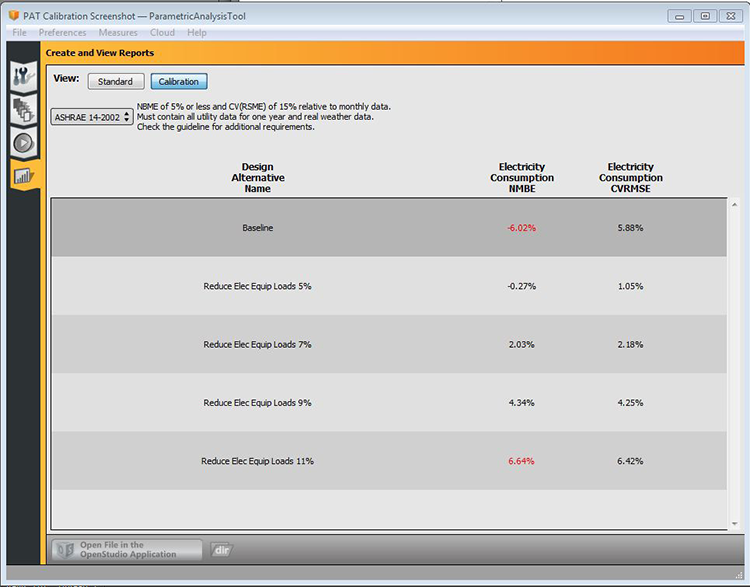 PAT Calibration Screenshot — ParametricAnalysisTool
File Preferences Measures Cloud Help
Create and View Reports
View: Standard Calibration
ASHRAE 14-2002
NBME of 5% or less and CV(RSME) of 15% relative to monthly data.
Must contain all utility data for one year and real weather data.
Check the guideline for additional requirements.
Design Alternative Name
Electricity Consumption NMBE
Electricity Consumption CVRMSE
Baseline -6.02% 5.88%
Reduce Elec Equip Loads 5% -0.27% 1.05%
Reduce Elec Equip Loads 7% 2.03% 2.18%
Reduce Elec Equip Loads 9% 4.34% 4.25%
Reduce Elec Equip Loads 11% 6.64% 6.42%
Open File in the
OpenStudio Application
dir